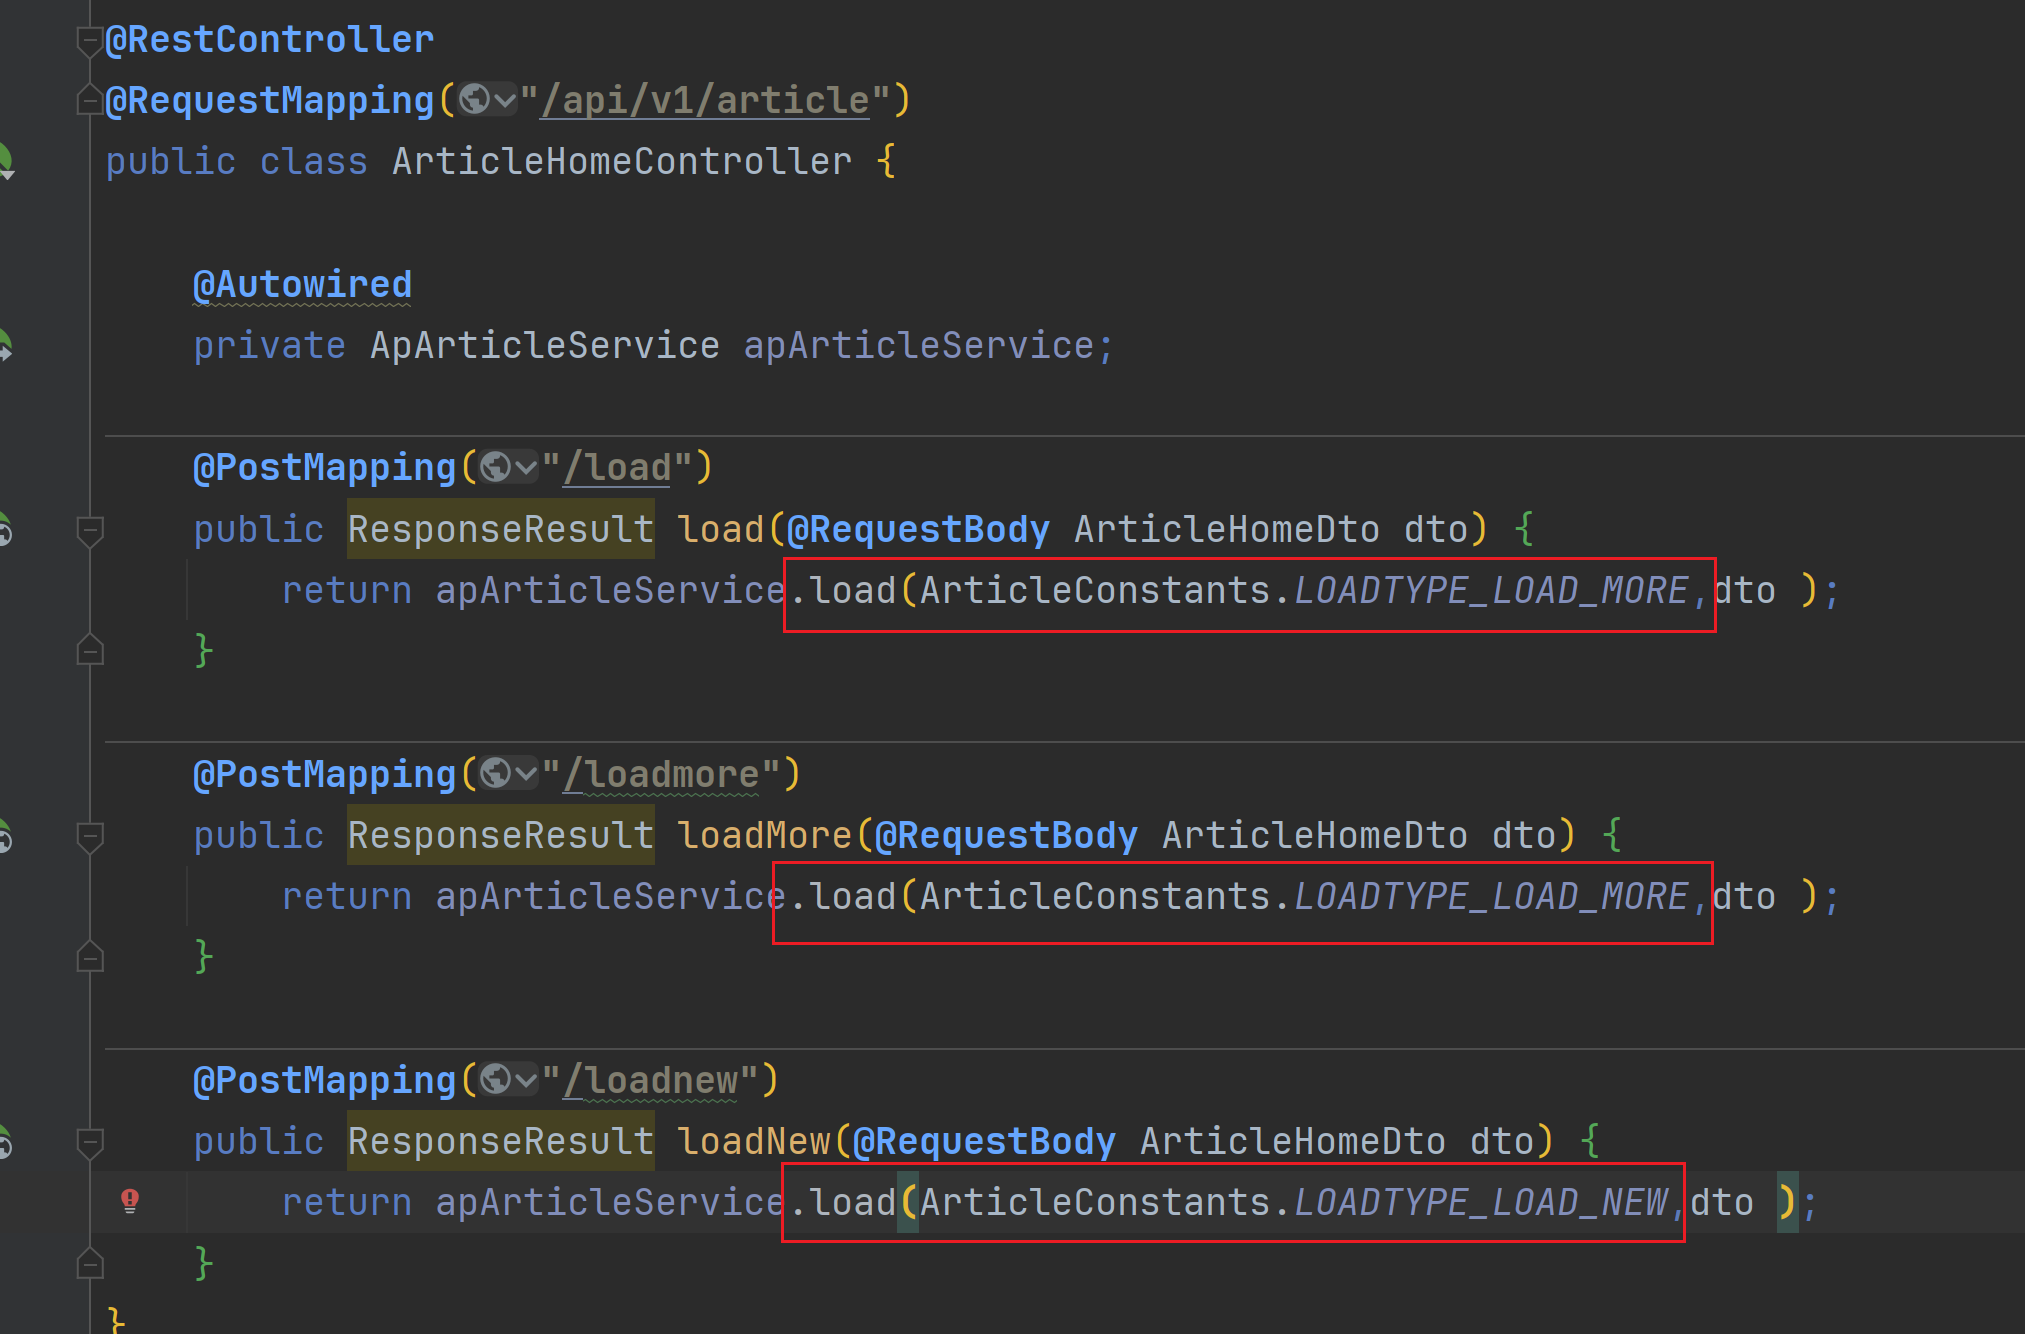 @RestController
@RequestMapping("/api/v1/article")
public class ArticleHomeController {
@Autowired
private ApArticleService apArticleService;
@PostMapping("/load")
public ResponseResult load(@RequestBody ArticleHomeDto dto) {
return apArticleService.load(ArticleConstants.LOADTYPE_LOAD_MORE,dto );
}
@PostMapping("/loadmore")
public ResponseResult loadMore(@RequestBody ArticleHomeDto dto) {
return apArticleService.load(ArticleConstants.LOADTYPE_LOAD_MORE,dto );
}
@PostMapping("/loadnew")
public ResponseResult loadNew(@RequestBody ArticleHomeDto dto) {
return apArticleService.load(ArticleConstants.LOADTYPE_LOAD_NEW,dto );
}
}